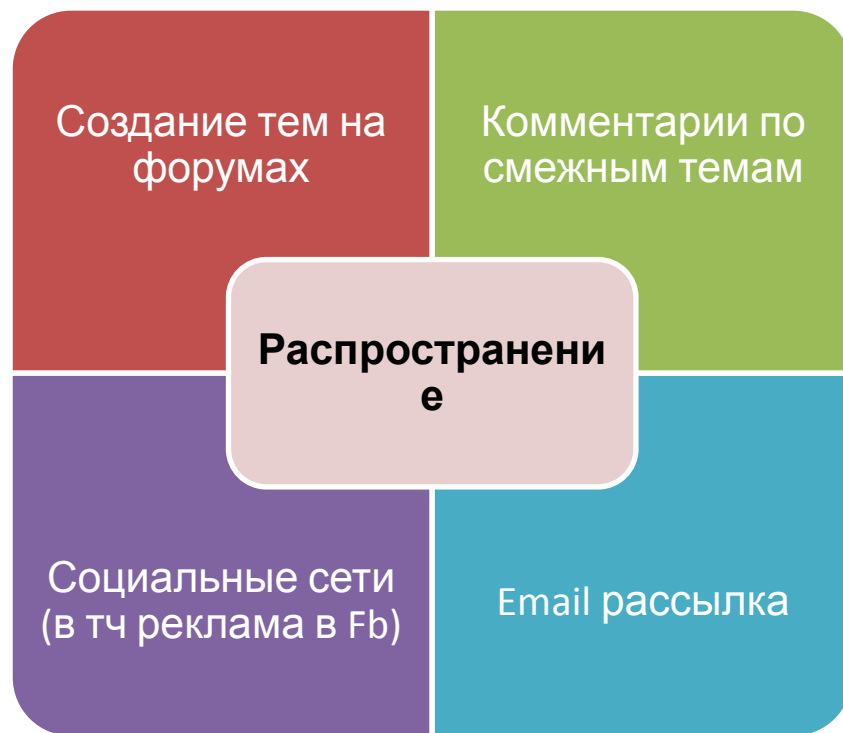 Создание тем на
форумах
Комментарии по
смежным темам
Распространени
е
Социальные сети
(в тч реклама в Fb)
Email рассылка